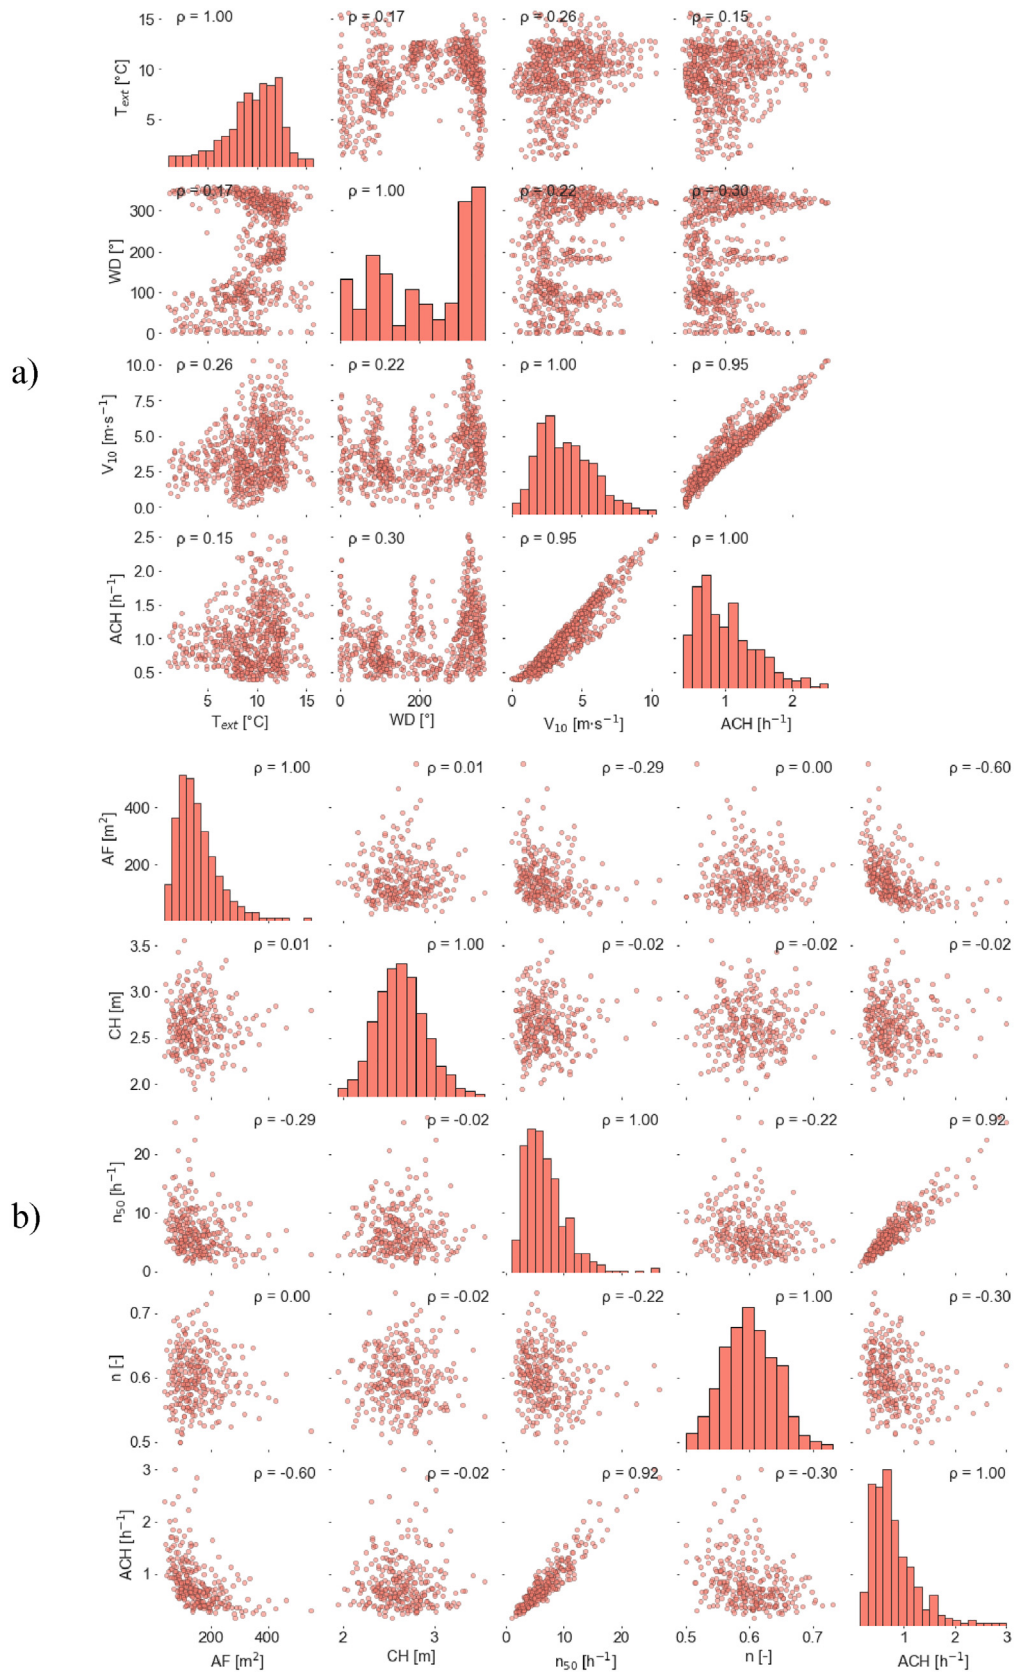 a)
ρ = 1.00 ρ = 0.17 ρ = 0.26 ρ = 0.15
15
10
5
T_ext [°C]
ρ = 0.17 ρ = 1.00 ρ = 0.22 ρ = 0.30
300
200
100
0
WD [°]
ρ = 0.26 ρ = 0.22 ρ = 1.00 ρ = 0.95
10.0
7.5
5.0
2.5
0.0
V₁₀ [m·s⁻¹]
ρ = 0.15 ρ = 0.30 ρ = 0.95 ρ = 1.00
2.5
2.0
1.5
1.0
0.5
ACH [h⁻¹]
5 10 15 0 200 0 5 10 1 2
T_ext [°C] WD [°] V₁₀ [m·s⁻¹] ACH [h⁻¹]
b)
ρ = 1.00 ρ = 0.01 ρ = -0.29 ρ = 0.00 ρ = -0.60
400
200
AF [m²]
ρ = 0.01 ρ = 1.00 ρ = -0.02 ρ = -0.02 ρ = -0.02
3.5
3.0
2.5
2.0
CH [m]
ρ = -0.29 ρ = -0.02 ρ = 1.00 ρ = -0.22 ρ = 0.92
20
10
0
n₅₀ [h⁻¹]
ρ = 0.00 ρ = -0.02 ρ = -0.22 ρ = 1.00 ρ = -0.30
0.7
0.6
0.5
n [-]
ρ = -0.60 ρ = -0.02 ρ = 0.92 ρ = -0.30 ρ = 1.00
3
2
1
ACH [h⁻¹]
200 400 2 3 0 10 20 0.5 0.6 0.7 1 2 3
AF [m²] CH [m] n₅₀ [h⁻¹] n [-] ACH [h⁻¹]